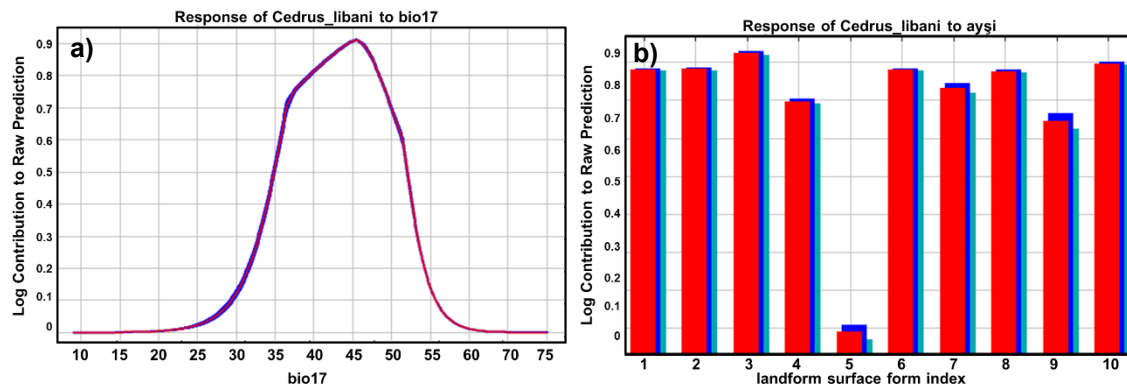 Response of Cedrus_libani to bio17
a)
Log Contribution to Raw Prediction
0.9
0.8
0.7
0.6
0.5
0.4
0.3
0.2
0.1
0
10 15 20 25 30 35 40 45 50 55 60 70 75
bio17
Response of Cedrus_libani to ayşi
b)
Log Contribution to Raw Prediction
0.9
0.8
0.7
0.6
0.5
0.4
0.3
0.2
0.1
0
1 2 3 4 5 6 7 8 9 10
landform surface form index